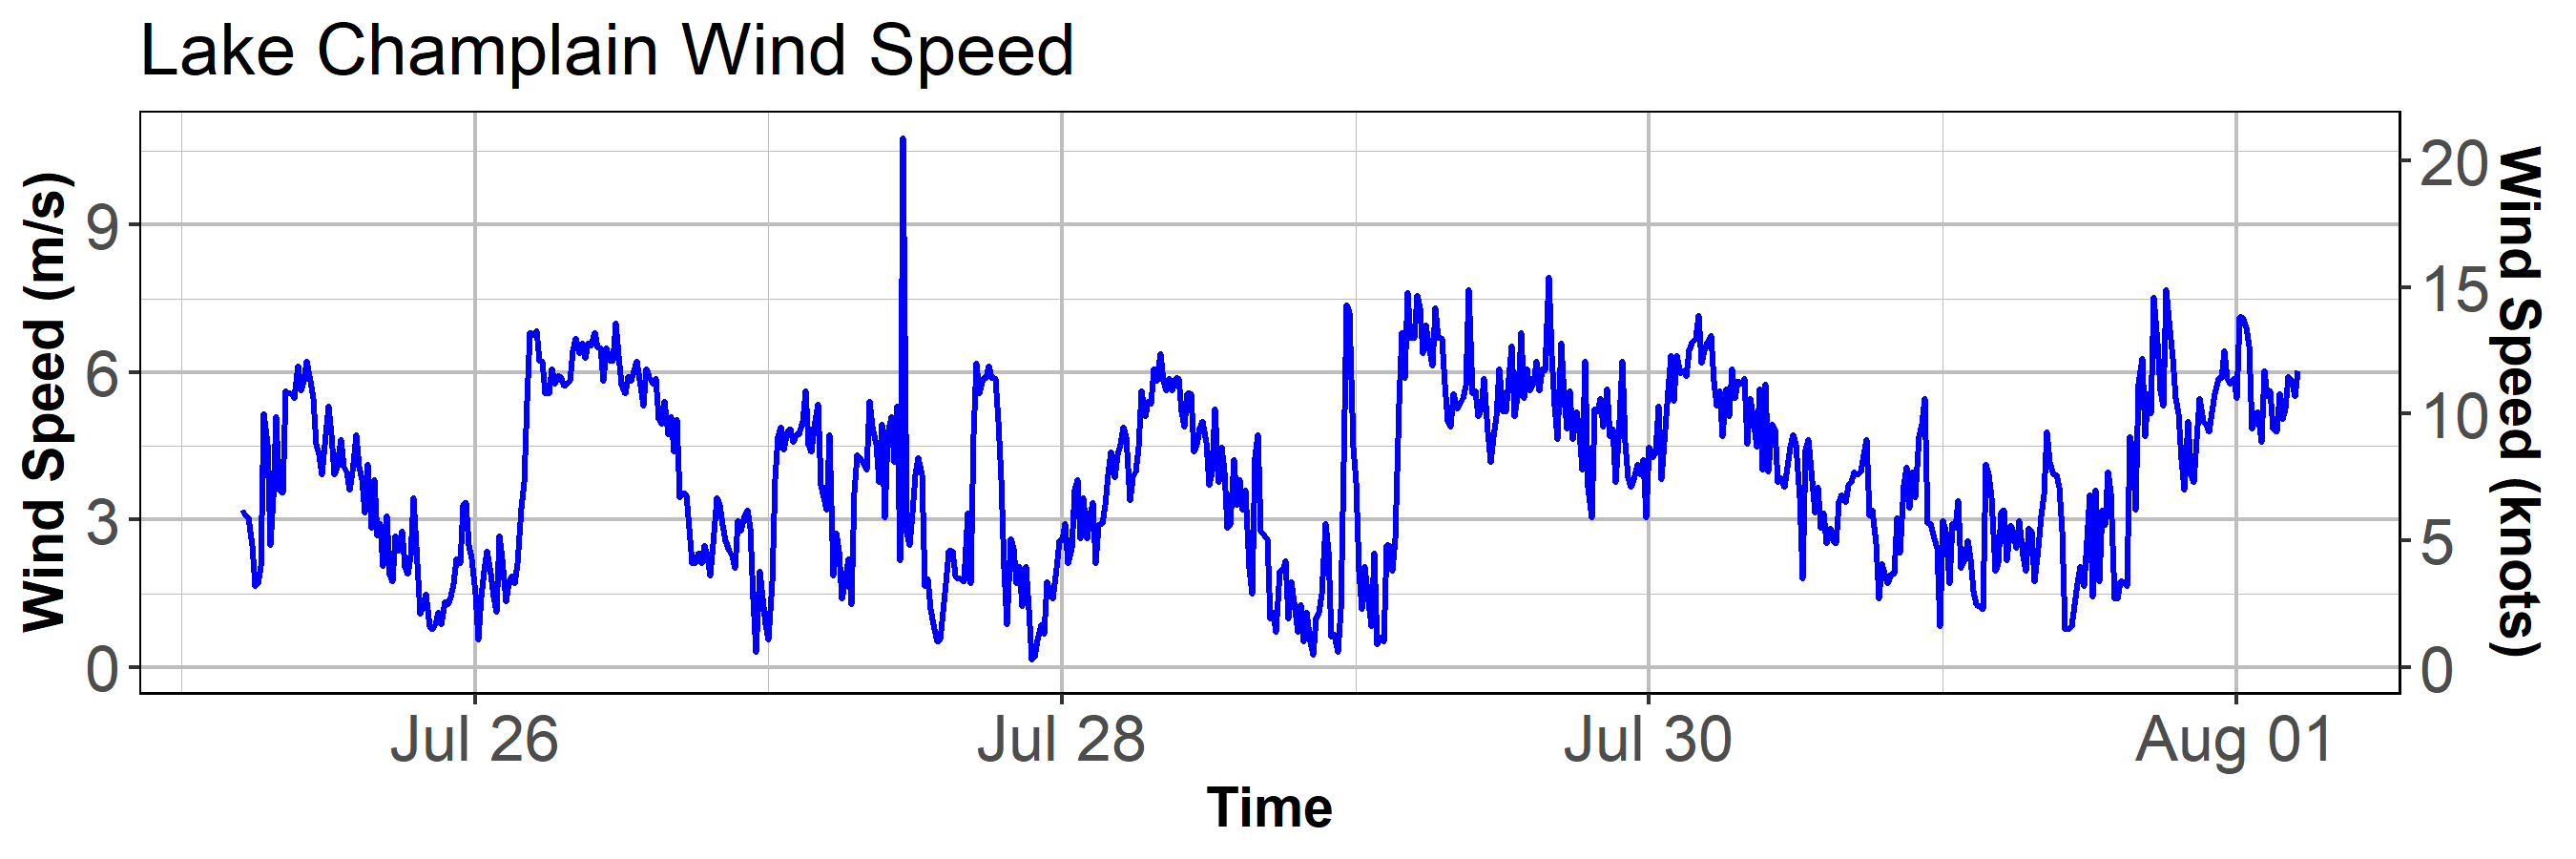 Lake Champlain Wind Speed
Wind Speed (m/s)
9
6
3
0
20
15
10
5
0
Wind Speed (knots)
Jul 26
Jul 28
Jul 30
Aug 01
Time